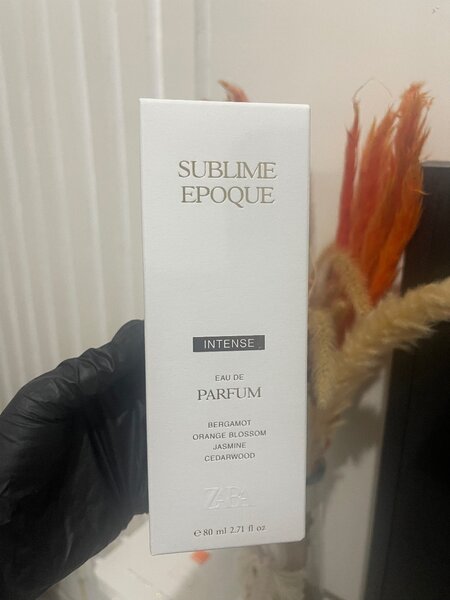 SUBLIME
EPOQUE
INTENSE
EAU DE
PARFUM
BERGAMOT
ORANGE BLOSSOM
JASMINE
CEDARWOOD
ZARA
e 80 ml 2.71 fl oz